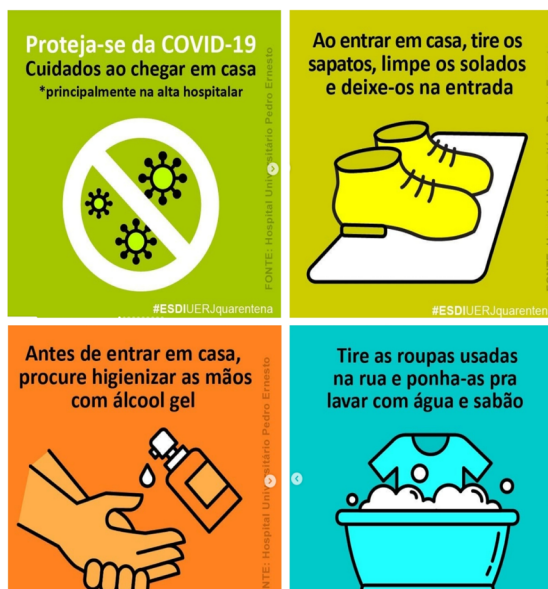 Proteja-se da COVID-19
Cuidados ao chegar em casa
*principalmente na alta hospitalar
FONTE: Hospital Universitário Pedro Ernesto
#ESDIUERJquarentena
Ao entrar em casa, tire os
sapatos, limpe os solados
e deixe-os na entrada
#ESDIUERJquarentena
Antes de entrar em casa,
procure higienizar as mãos
com álcool gel
NTE: Hospital Universitário Pedro Ernesto
Tire as roupas usadas
na rua e ponha-as pra
lavar com água e sabão